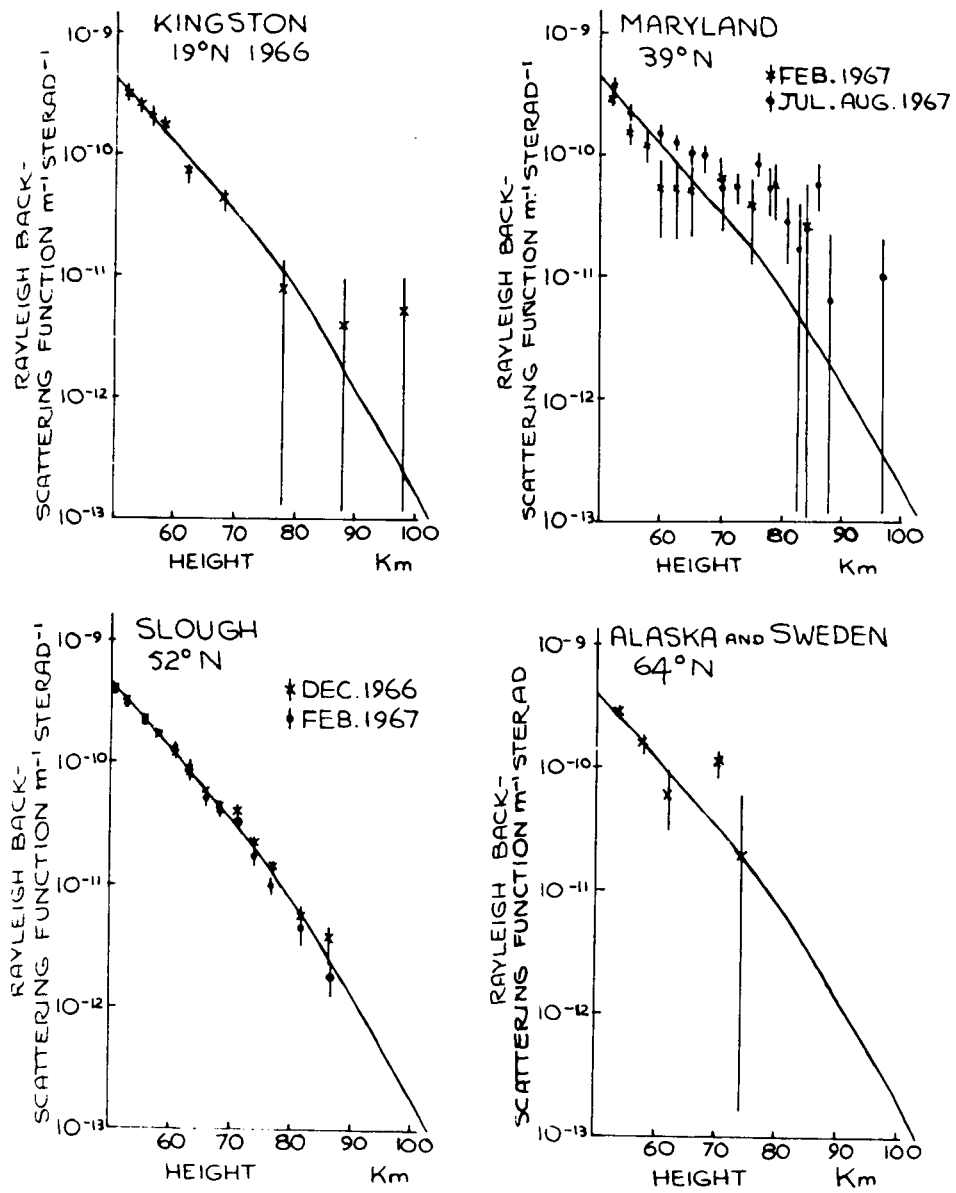 KINGSTON
19°N 1966
RAYLEIGH BACK-
SCATTERING FUNCTION m⁻¹ STERAD⁻¹
10⁻⁹
10⁻¹⁰
10⁻¹¹
10⁻¹²
10⁻¹³
60 70 80 90 100
HEIGHT Km
MARYLAND
39°N
FEB. 1967
JUL. AUG. 1967
RAYLEIGH BACK-
SCATTERING FUNCTION m⁻¹ STERAD⁻¹
10⁻⁹
10⁻¹⁰
10⁻¹¹
10⁻¹²
10⁻¹³
60 70 80 90 100
HEIGHT Km
SLOUGH
52°N
DEC. 1966
FEB. 1967
RAYLEIGH BACK-
SCATTERING FUNCTION m⁻¹ STERAD⁻¹
10⁻⁹
10⁻¹⁰
10⁻¹¹
10⁻¹²
10⁻¹³
60 70 80 90 100
HEIGHT Km
ALASKA AND SWEDEN
64°N
RAYLEIGH BACK-
SCATTERING FUNCTION m⁻¹ STERAD
10⁻⁹
10⁻¹⁰
10⁻¹¹
10⁻¹²
10⁻¹³
60 70 80 90 100
HEIGHT Km